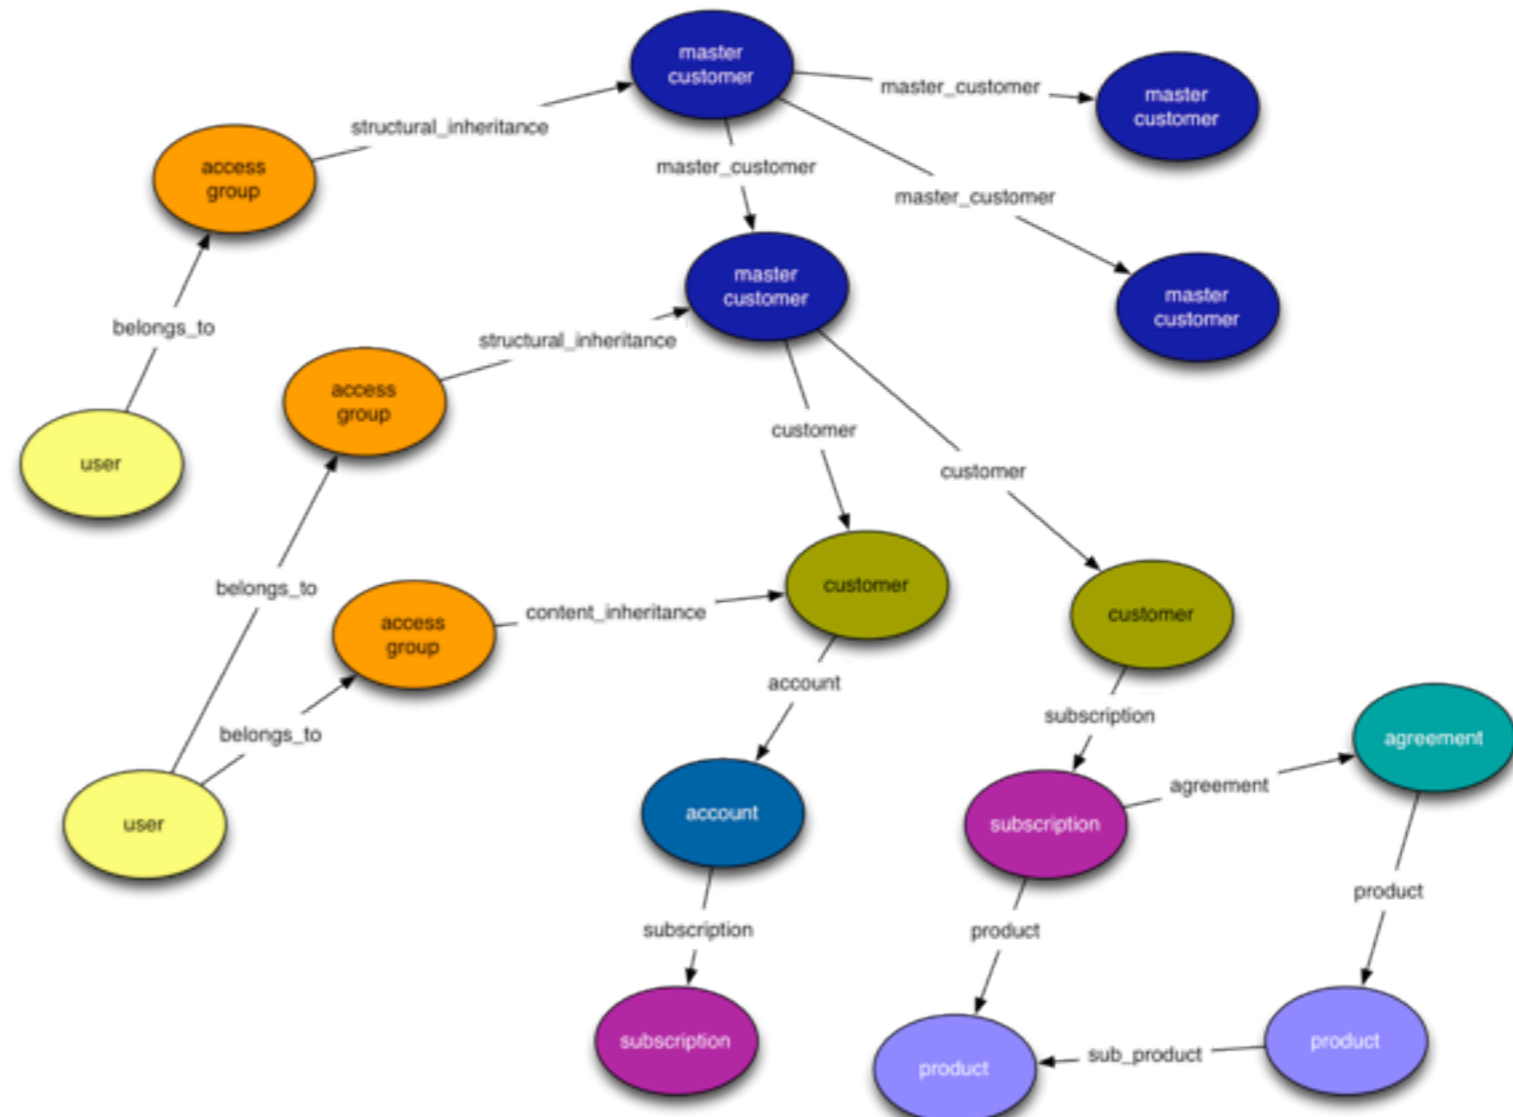 master
customer
master_customer
master
customer
structural_inheritance
access
group
master_customer
master_customer
master
customer
master
customer
belongs_to
structural_inheritance
access
group
user
customer
customer
belongs_to
customer
customer
access
group
content_inheritance
account
subscription
belongs_to
agreement
agreement
user
account
subscription
product
subscription
product
subscription
product
sub_product
product